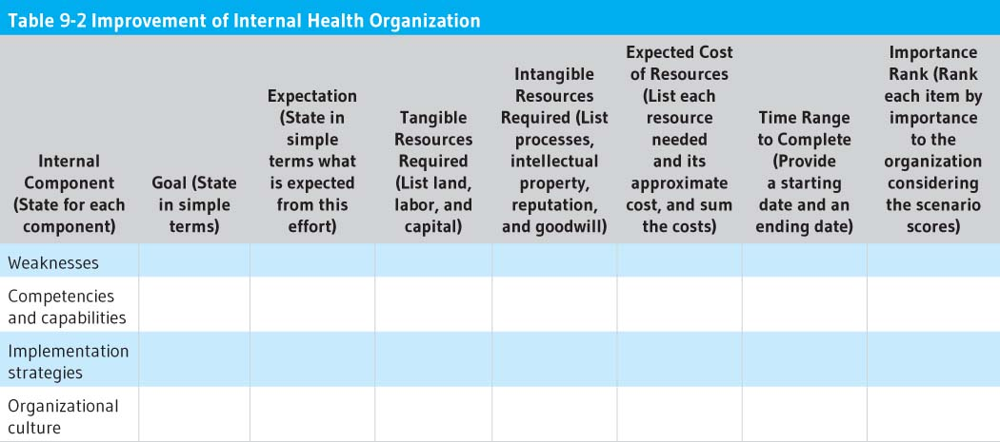 Table 9-2 Improvement of Internal Health Organization
Internal
Component
(State for each
component)
Goal (State
in simple
terms)
Expectation
(State in
simple
terms what
is expected
from this
effort)
Tangible
Resources
Required
(List land,
labor, and
capital)
Intangible
Resources
Required (List
processes,
intellectual
property,
reputation,
and goodwill)
Expected Cost
of Resources
(List each
resource
needed
and its
approximate
cost, and sum
the costs)
Time Range
to Complete
(Provide
a starting
date and an
ending date)
Importance
Rank (Rank
each item by
importance
to the
organization
considering
the scenario
scores)
Weaknesses
Competencies
and capabilities
Implementation
strategies
Organizational
culture